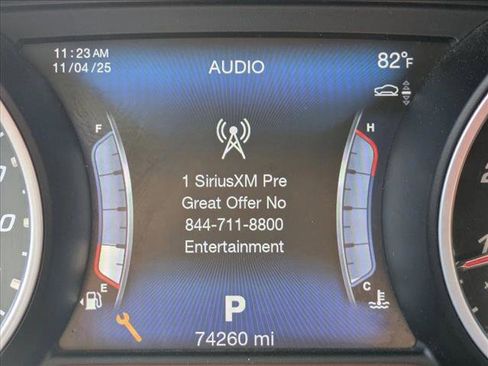 11:23 AM
11/04/25
AUDIO
82°F
F
H
1 SiriusXM Pre
Great Offer No
844-711-8800
Entertainment
E
C
P
74260 mi